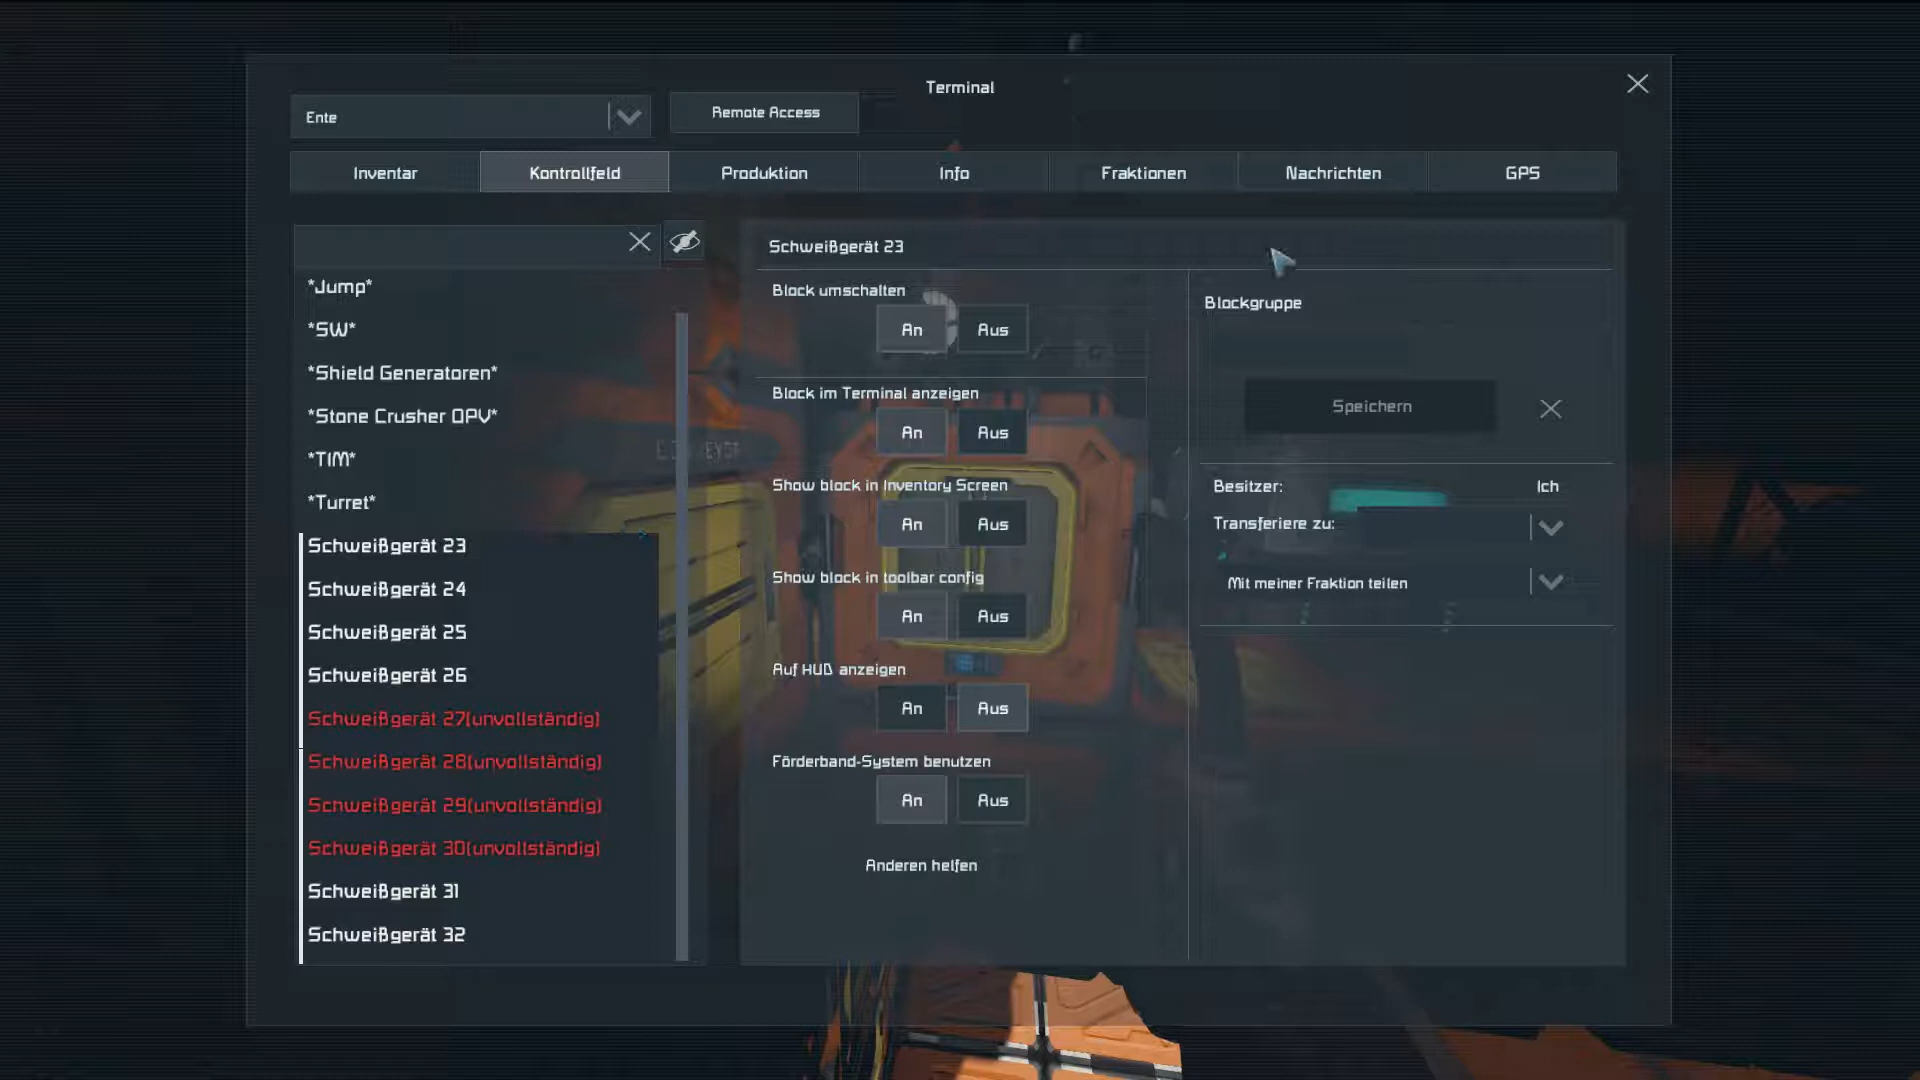 Terminal
Ente
Remote Access
Inventar
Kontrollfeld
Produktion
Info
Fraktionen
Nachrichten
GPS
*Jump*
*SW*
*Shield Generatoren*
*Stone Crusher OPV*
*TIM*
*Turret*
Schweißgerät 23
Schweißgerät 24
Schweißgerät 25
Schweißgerät 26
Schweißgerät 27(unvollständig)
Schweißgerät 28(unvollständig)
Schweißgerät 29(unvollständig)
Schweißgerät 30(unvollständig)
Schweißgerät 31
Schweißgerät 32
Schweißgerät 23
Block umschalten
An Aus
Block im Terminal anzeigen
An Aus
Show block in Inventory Screen
An Aus
Show block in toolbar config
An Aus
Auf HUD anzeigen
An Aus
Förderband-System benutzen
An Aus
Anderen helfen
Blockgruppe
Speichern
Besitzer: Ich
Transferiere zu:
Mit meiner Fraktion teilen